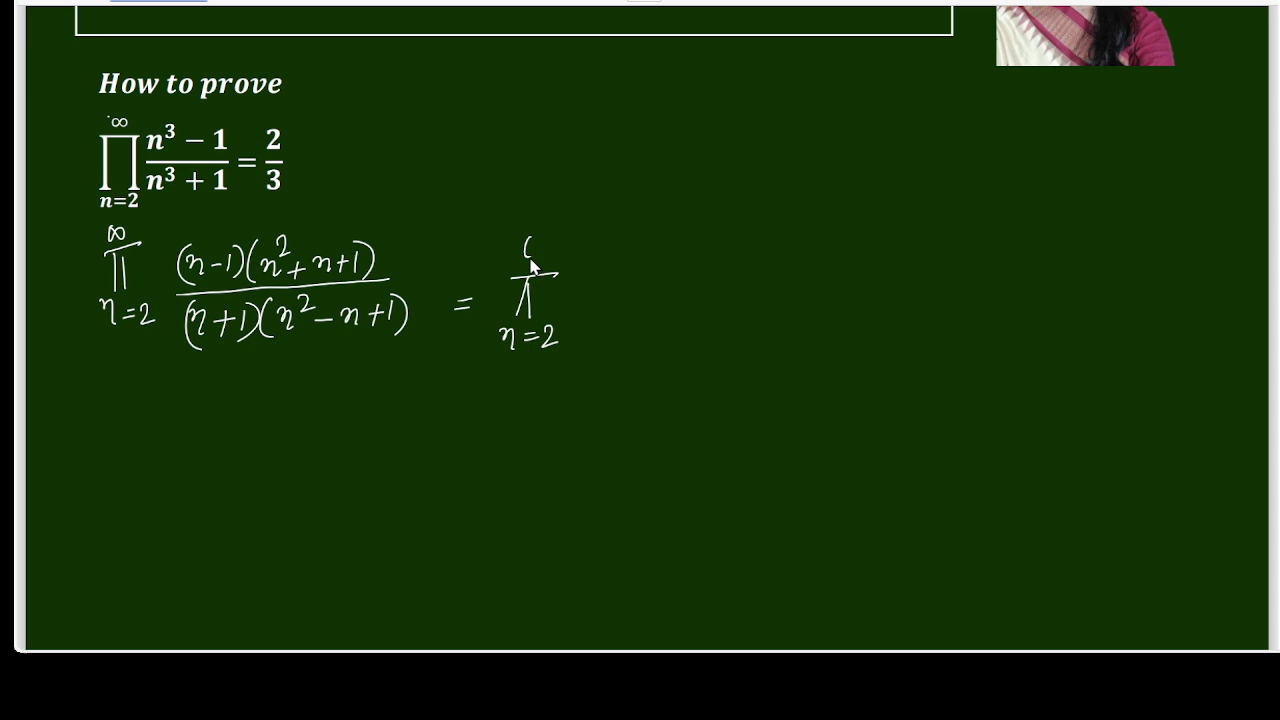 How to prove
∏_{n=2}^{∞} (n³ − 1)/(n³ + 1) = 2/3
∏_{n=2}^{∞} (n-1)(n²+n+1)/(n+1)(n²-n+1) = ∏_{n=2}